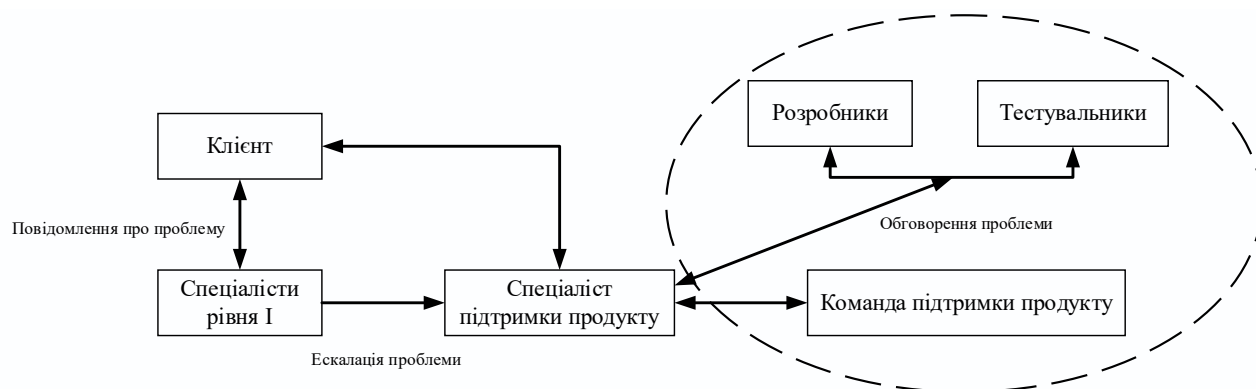 Розробники
Тестувальники
Клієнт
Повідомлення про проблему
Обговорення проблеми
Спеціалісти
рівня I
Спеціаліст
підтримки продукту
Команда підтримки продукту
Ескалація проблеми